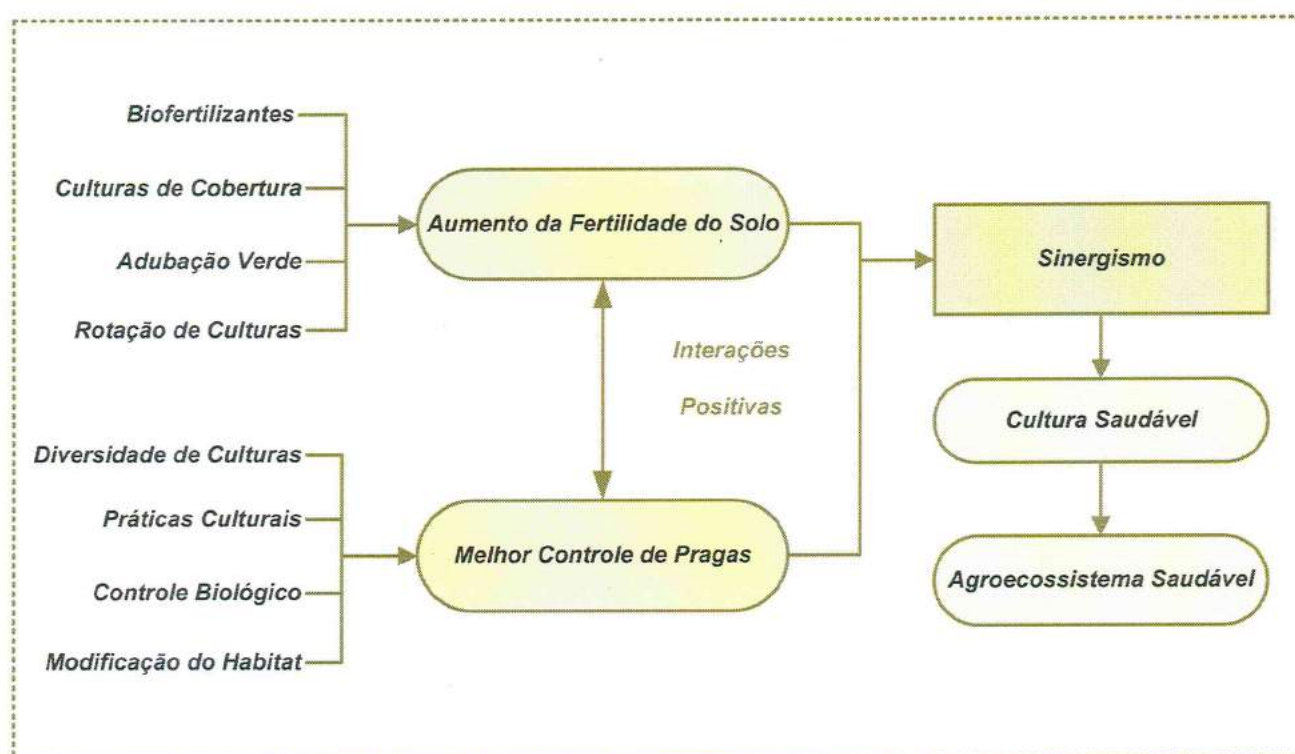 Biofertilizantes
Culturas de Cobertura
Adubação Verde
Rotação de Culturas
Aumento da Fertilidade do Solo
Interações
Positivas
Diversidade de Culturas
Práticas Culturais
Controle Biológico
Modificação do Habitat
Melhor Controle de Pragas
Sinergismo
Cultura Saudável
Agroecossistema Saudável